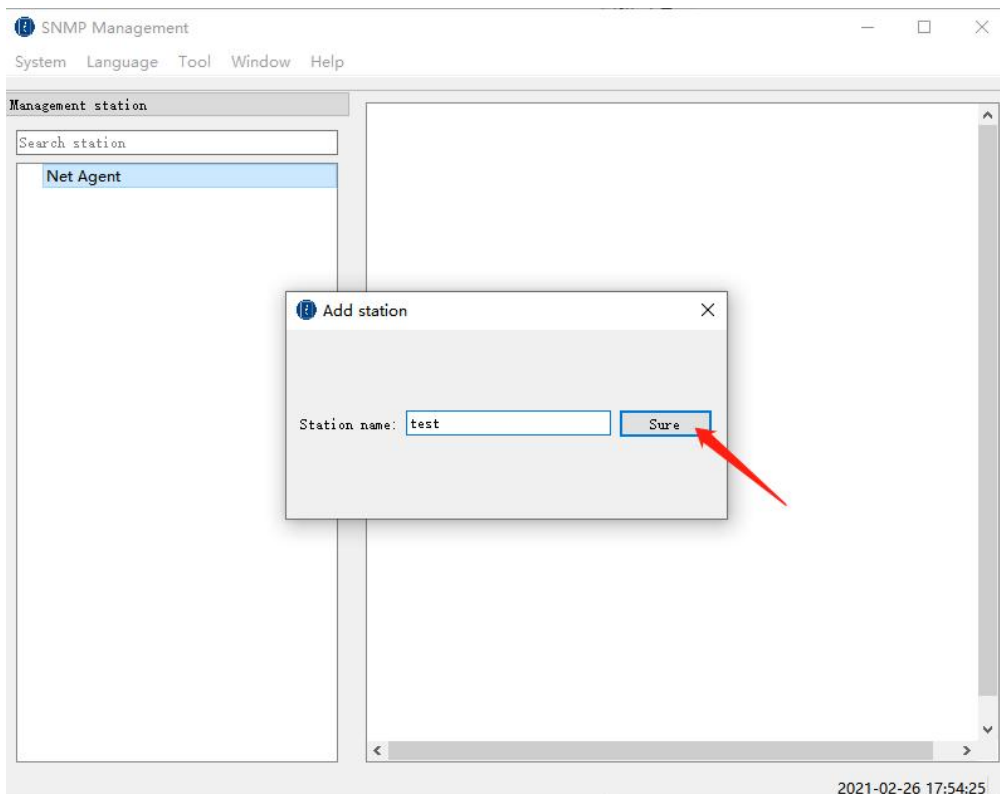 SNMP Management
System Language Tool Window Help
Management station
Search station
Net Agent
Add station
Station name: test Sure
2021-02-26 17:54:25